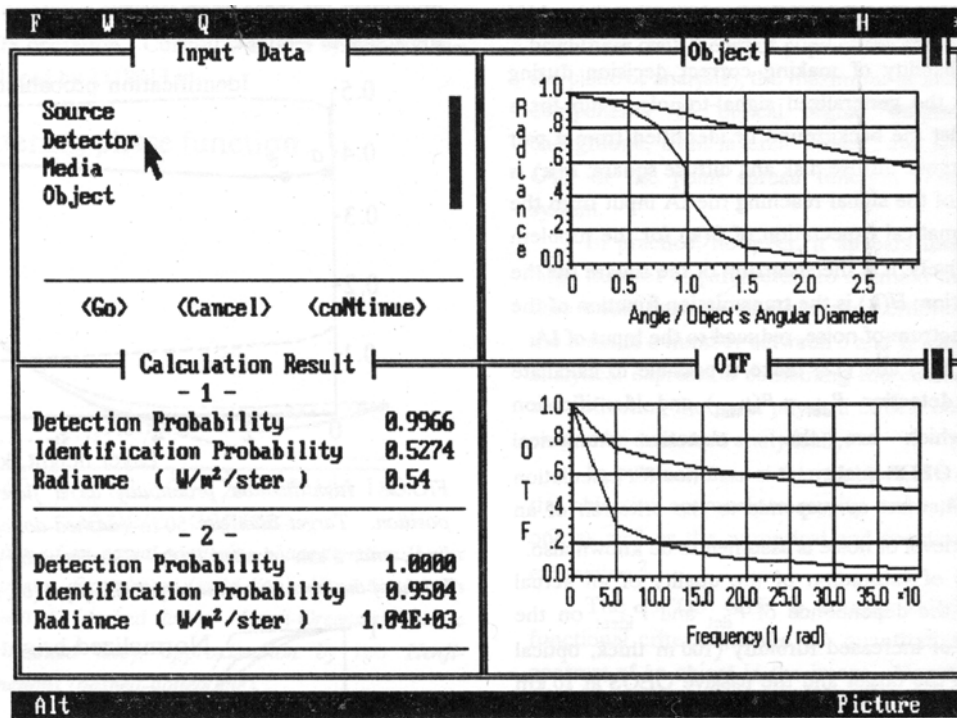 F W Q H
Input Data
Source
Detector
Media
Object
<Go> <Cancel> <coNtinue>
Object
Radiance
1.0
.8
.6
.4
.2
0.0
0 0.5 1.0 1.5 2.0 2.5
Angle / Object's Angular Diameter
Calculation Result
- 1 -
Detection Probability 0.9966
Identification Probability 0.5274
Radiance ( W/m² /ster ) 0.54
- 2 -
Detection Probability 1.0000
Identification Probability 0.9504
Radiance ( W/m² /ster ) 1.04E+03
OTF
OTF
1.0
.8
.6
.4
.2
0.0
0 5.0 10.0 15.0 20.0 25.0 30.0 35.0 *10
Frequency (1 / rad)
Alt Picture